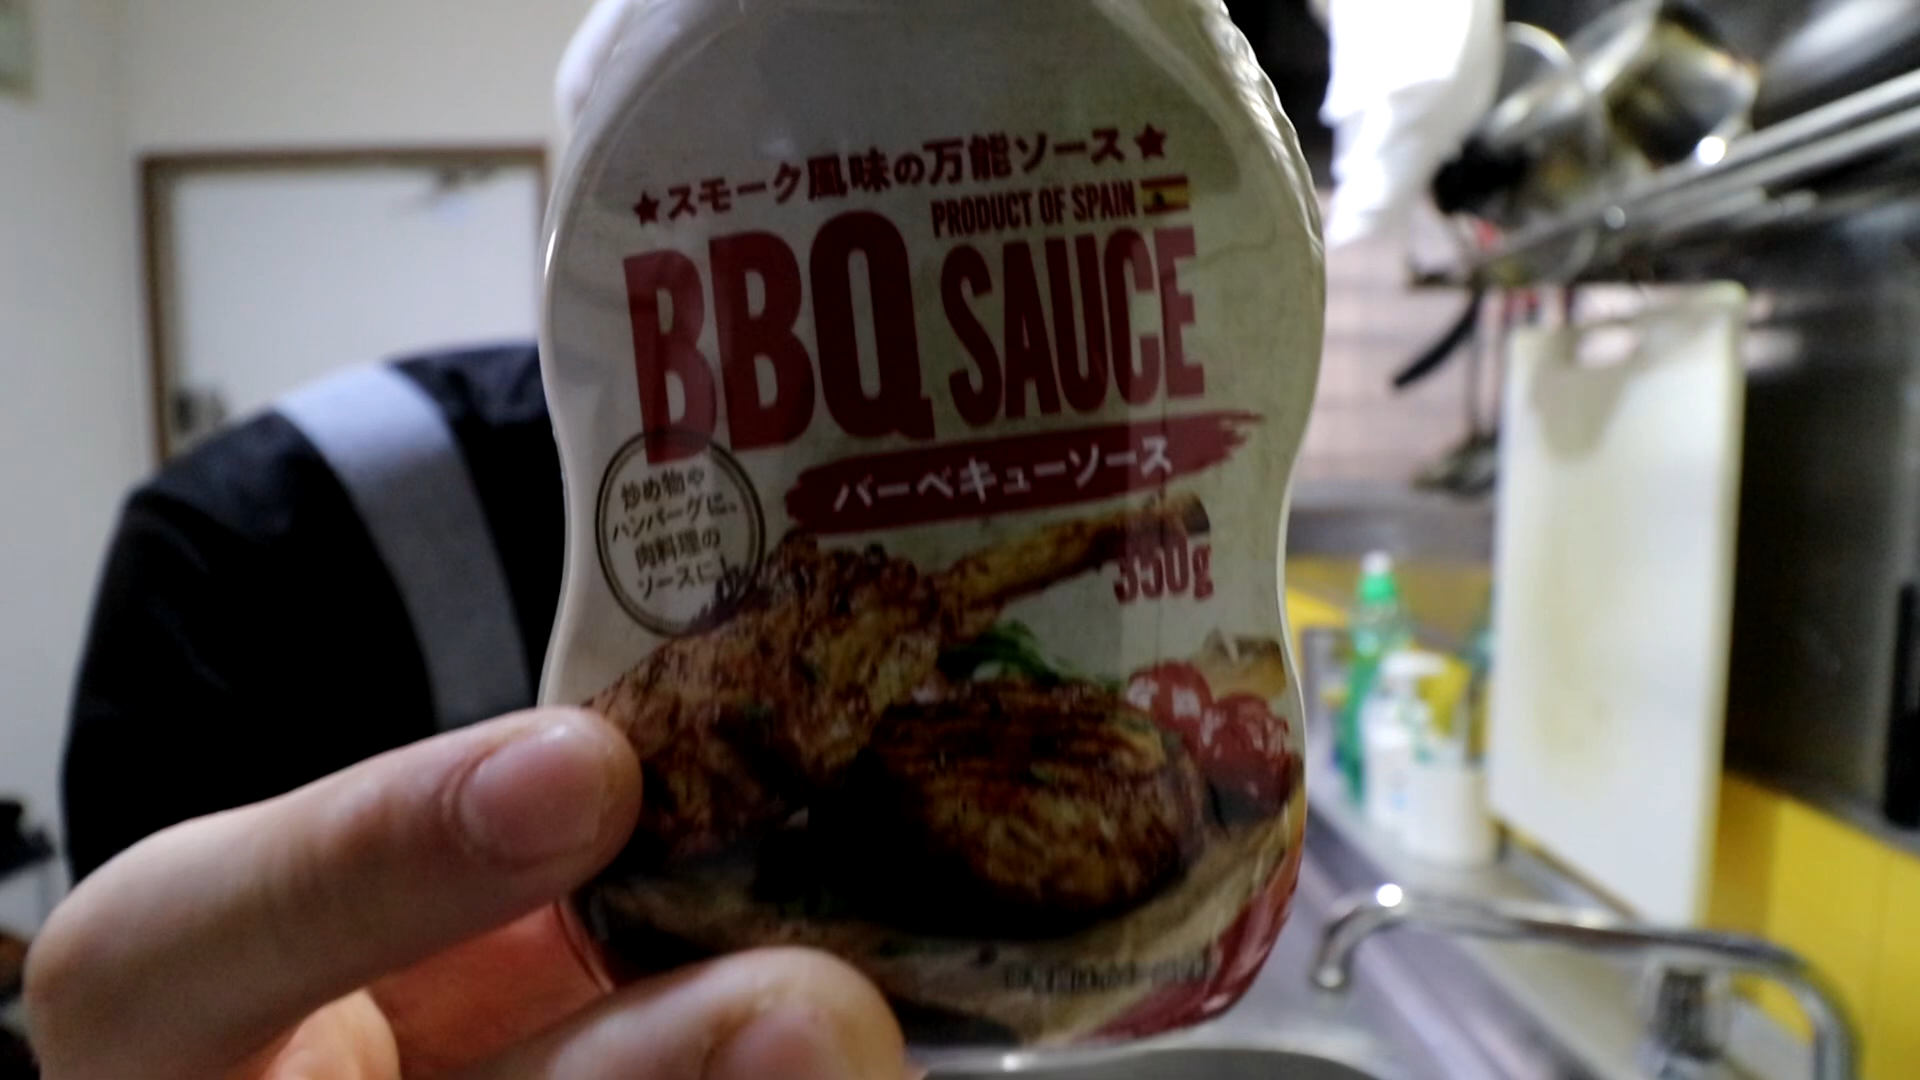 ★スモーク風味の万能ソース★
PRODUCT OF SPAIN
BBQ SAUCE
バーベキューソース
炒め物や
ハンバーグに、
肉料理の
ソースに!
350g